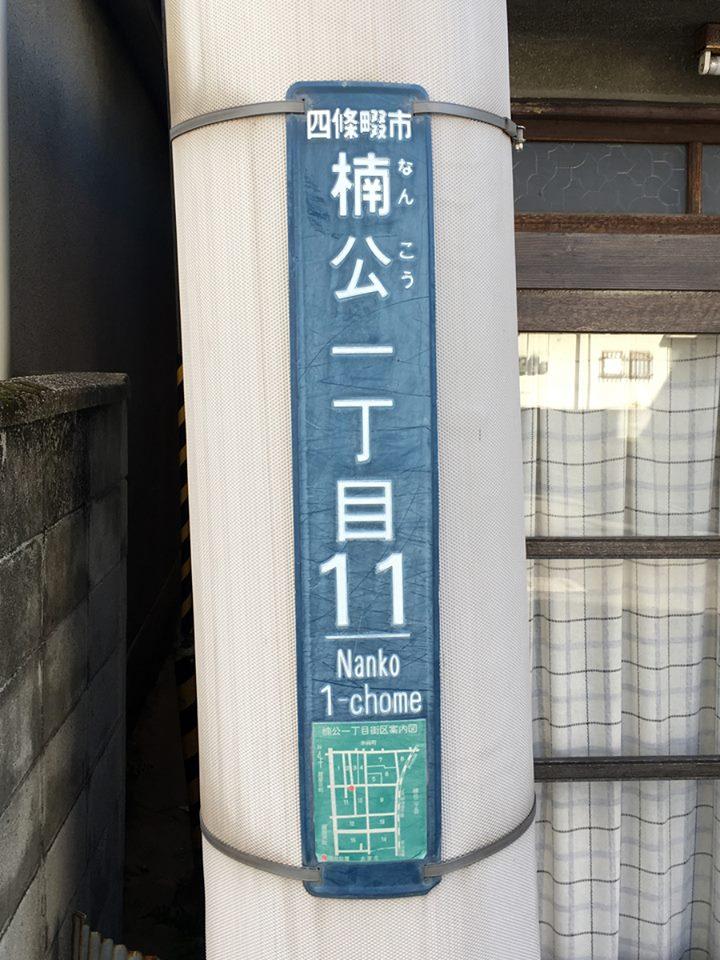 四條畷市
楠公一丁目
なんこう
11
Nanko
1-chome
楠公一丁目街区案内図